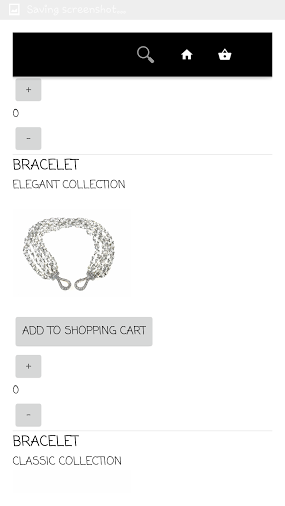 Saving screenshot...
+
0
-
BRACELET
ELEGANT COLLECTION
ADD TO SHOPPING CART
+
0
-
BRACELET
CLASSIC COLLECTION